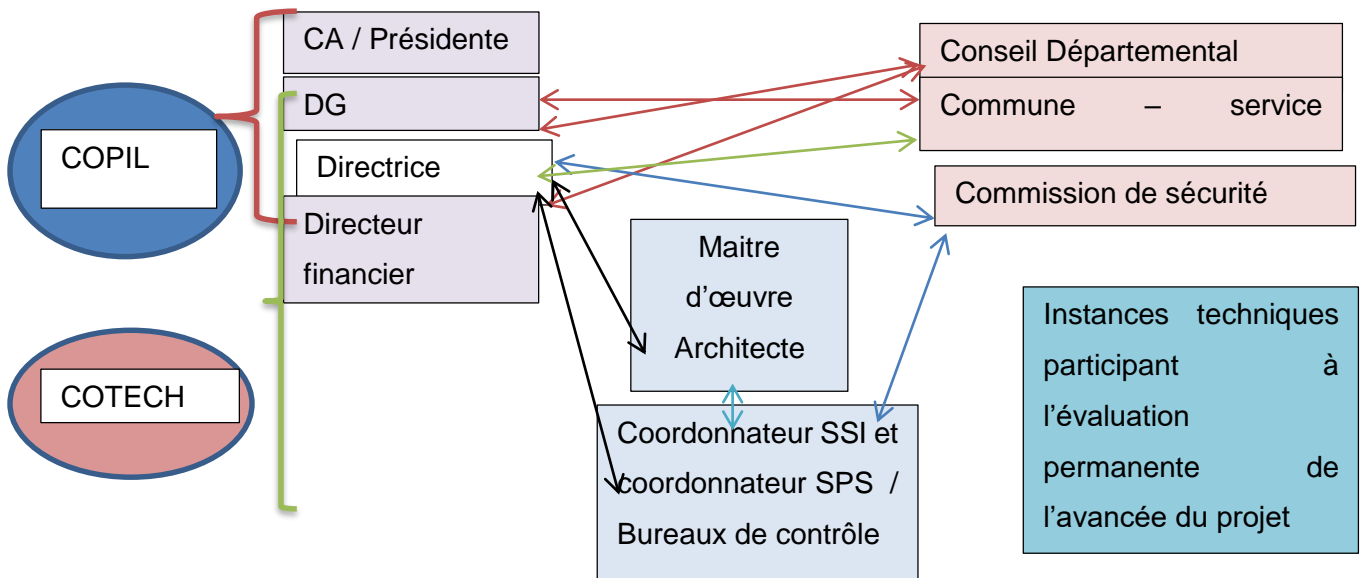 COPIL
COTECH
CA / Présidente
DG
Directrice
Directeur
financier
Maitre
d’œuvre
Architecte
Coordonnateur SSI et
coordonnateur SPS /
Bureaux de contrôle
Conseil Départemental
Commune – service
Commission de sécurité
Instances techniques
participant à
l’évaluation
permanente de
l’avancée du projet